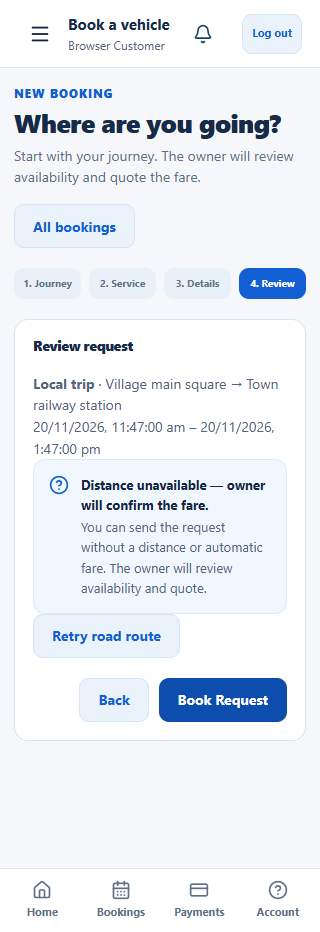 Book a vehicle
Browser Customer
Log out
NEW BOOKING
Where are you going?
Start with your journey. The owner will review
availability and quote the fare.
All bookings
1. Journey
2. Service
3. Details
4. Review
Review request
Local trip · Village main square → Town
railway station
20/11/2026, 11:47:00 am – 20/11/2026,
1:47:00 pm
Distance unavailable — owner
will confirm the fare.
You can send the request
without a distance or automatic
fare. The owner will review
availability and quote.
Retry road route
Back
Book Request
Home
Bookings
Payments
Account